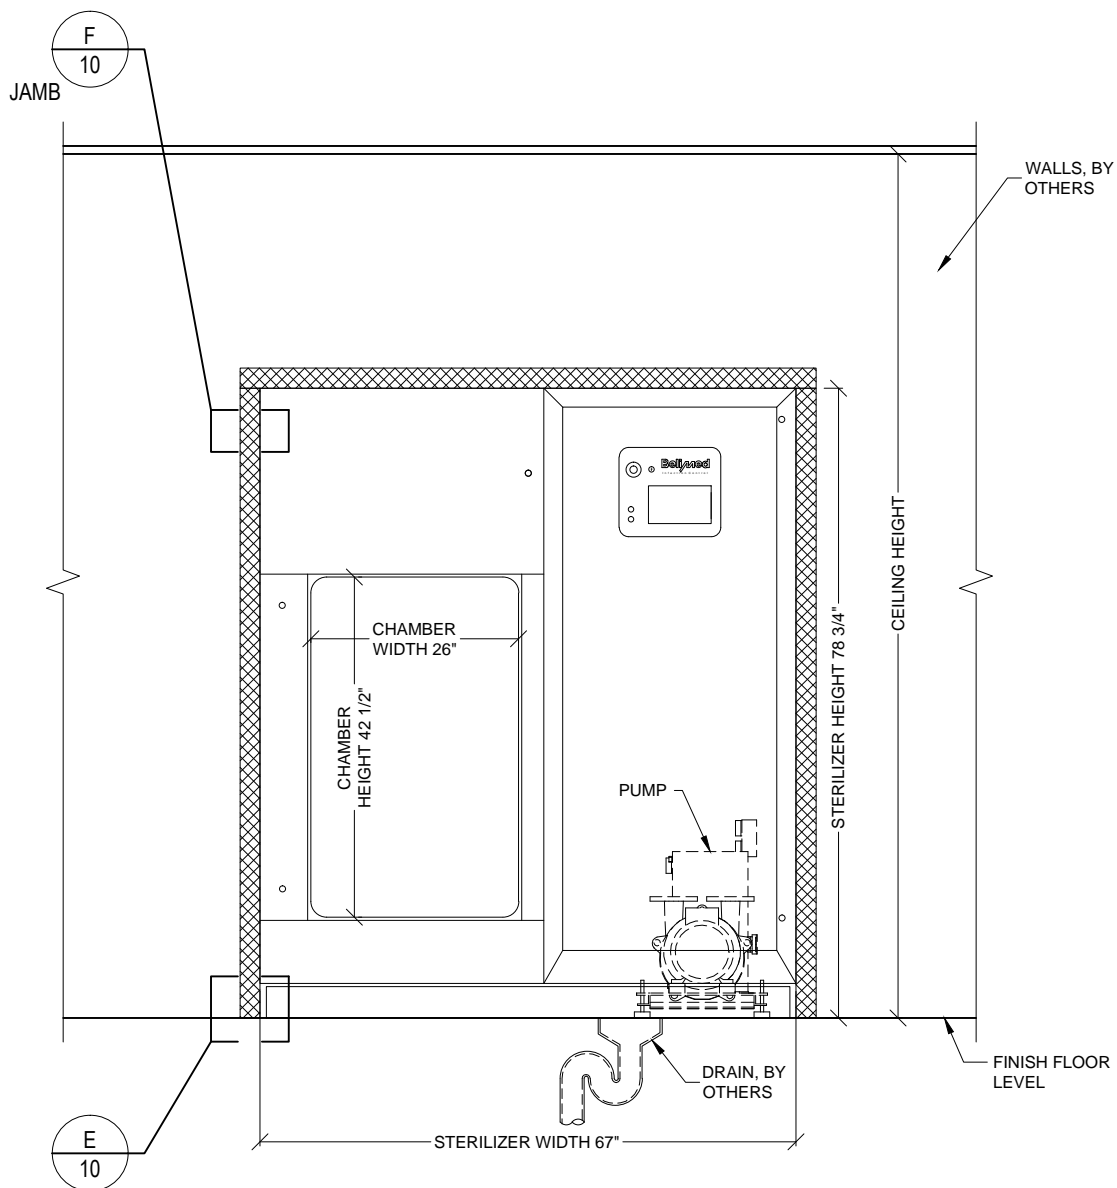 F
10
JAMB
WALLS, BY
OTHERS
Belimed
CEILING HEIGHT
STERILIZER HEIGHT 78 3/4"
CHAMBER
WIDTH 26"
CHAMBER
HEIGHT 42 1/2"
PUMP
DRAIN, BY
OTHERS
FINISH FLOOR
LEVEL
STERILIZER WIDTH 67"
E
10